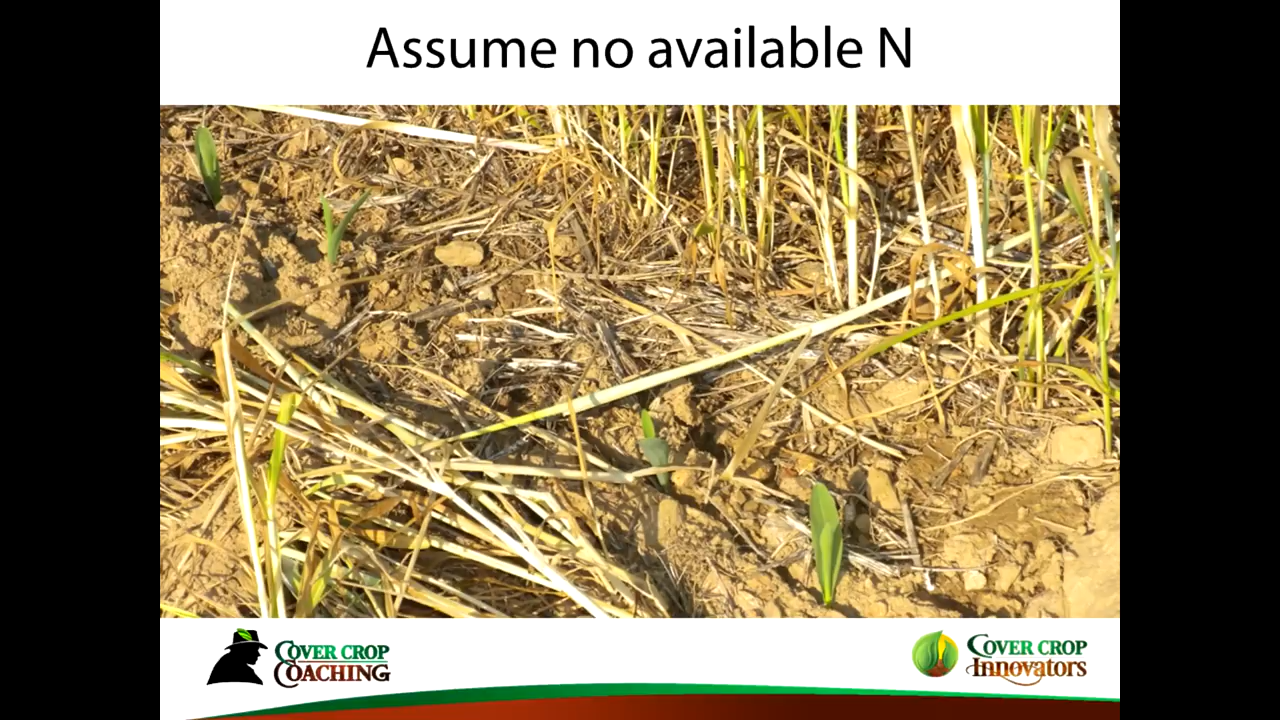 Assume no available N
COVER CROP
COACHING
COVER CROP
Innovators